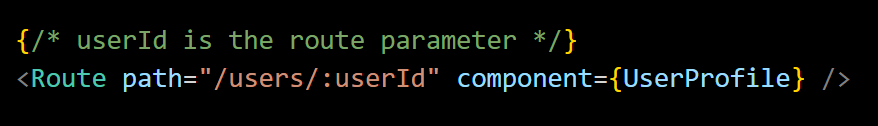 {/* userId is the route parameter */}
<Route path="/users/:userId" component={UserProfile} />